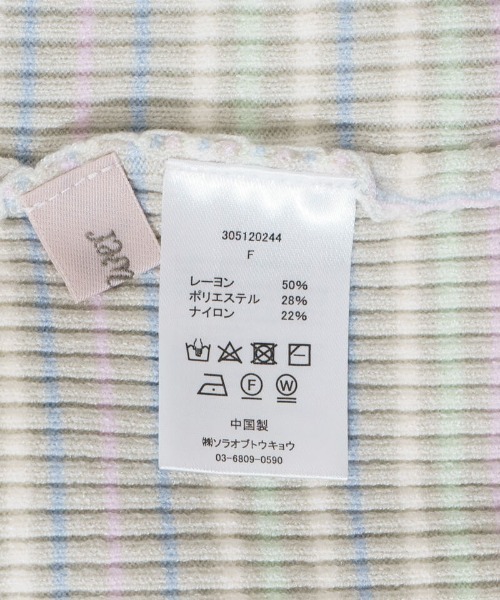 305120244
F
レーヨン 50%
ポリエステル 28%
ナイロン 22%
F W
中国製
㈱ソラオブトウキョウ
03-6809-0590